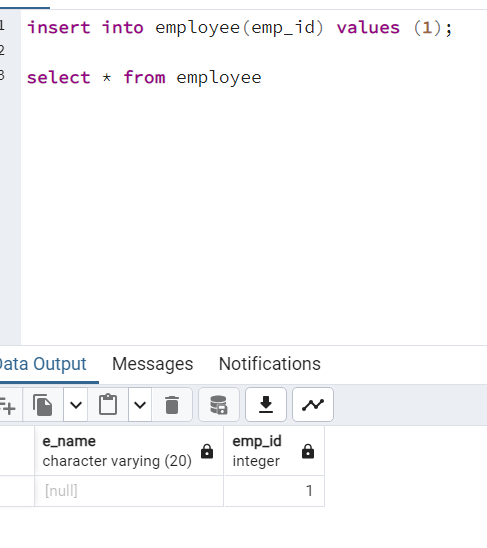 1 insert into employee(emp_id) values (1);
2
3 select * from employee
Data Output Messages Notifications
e_name emp_id
character varying (20) integer
[null] 1